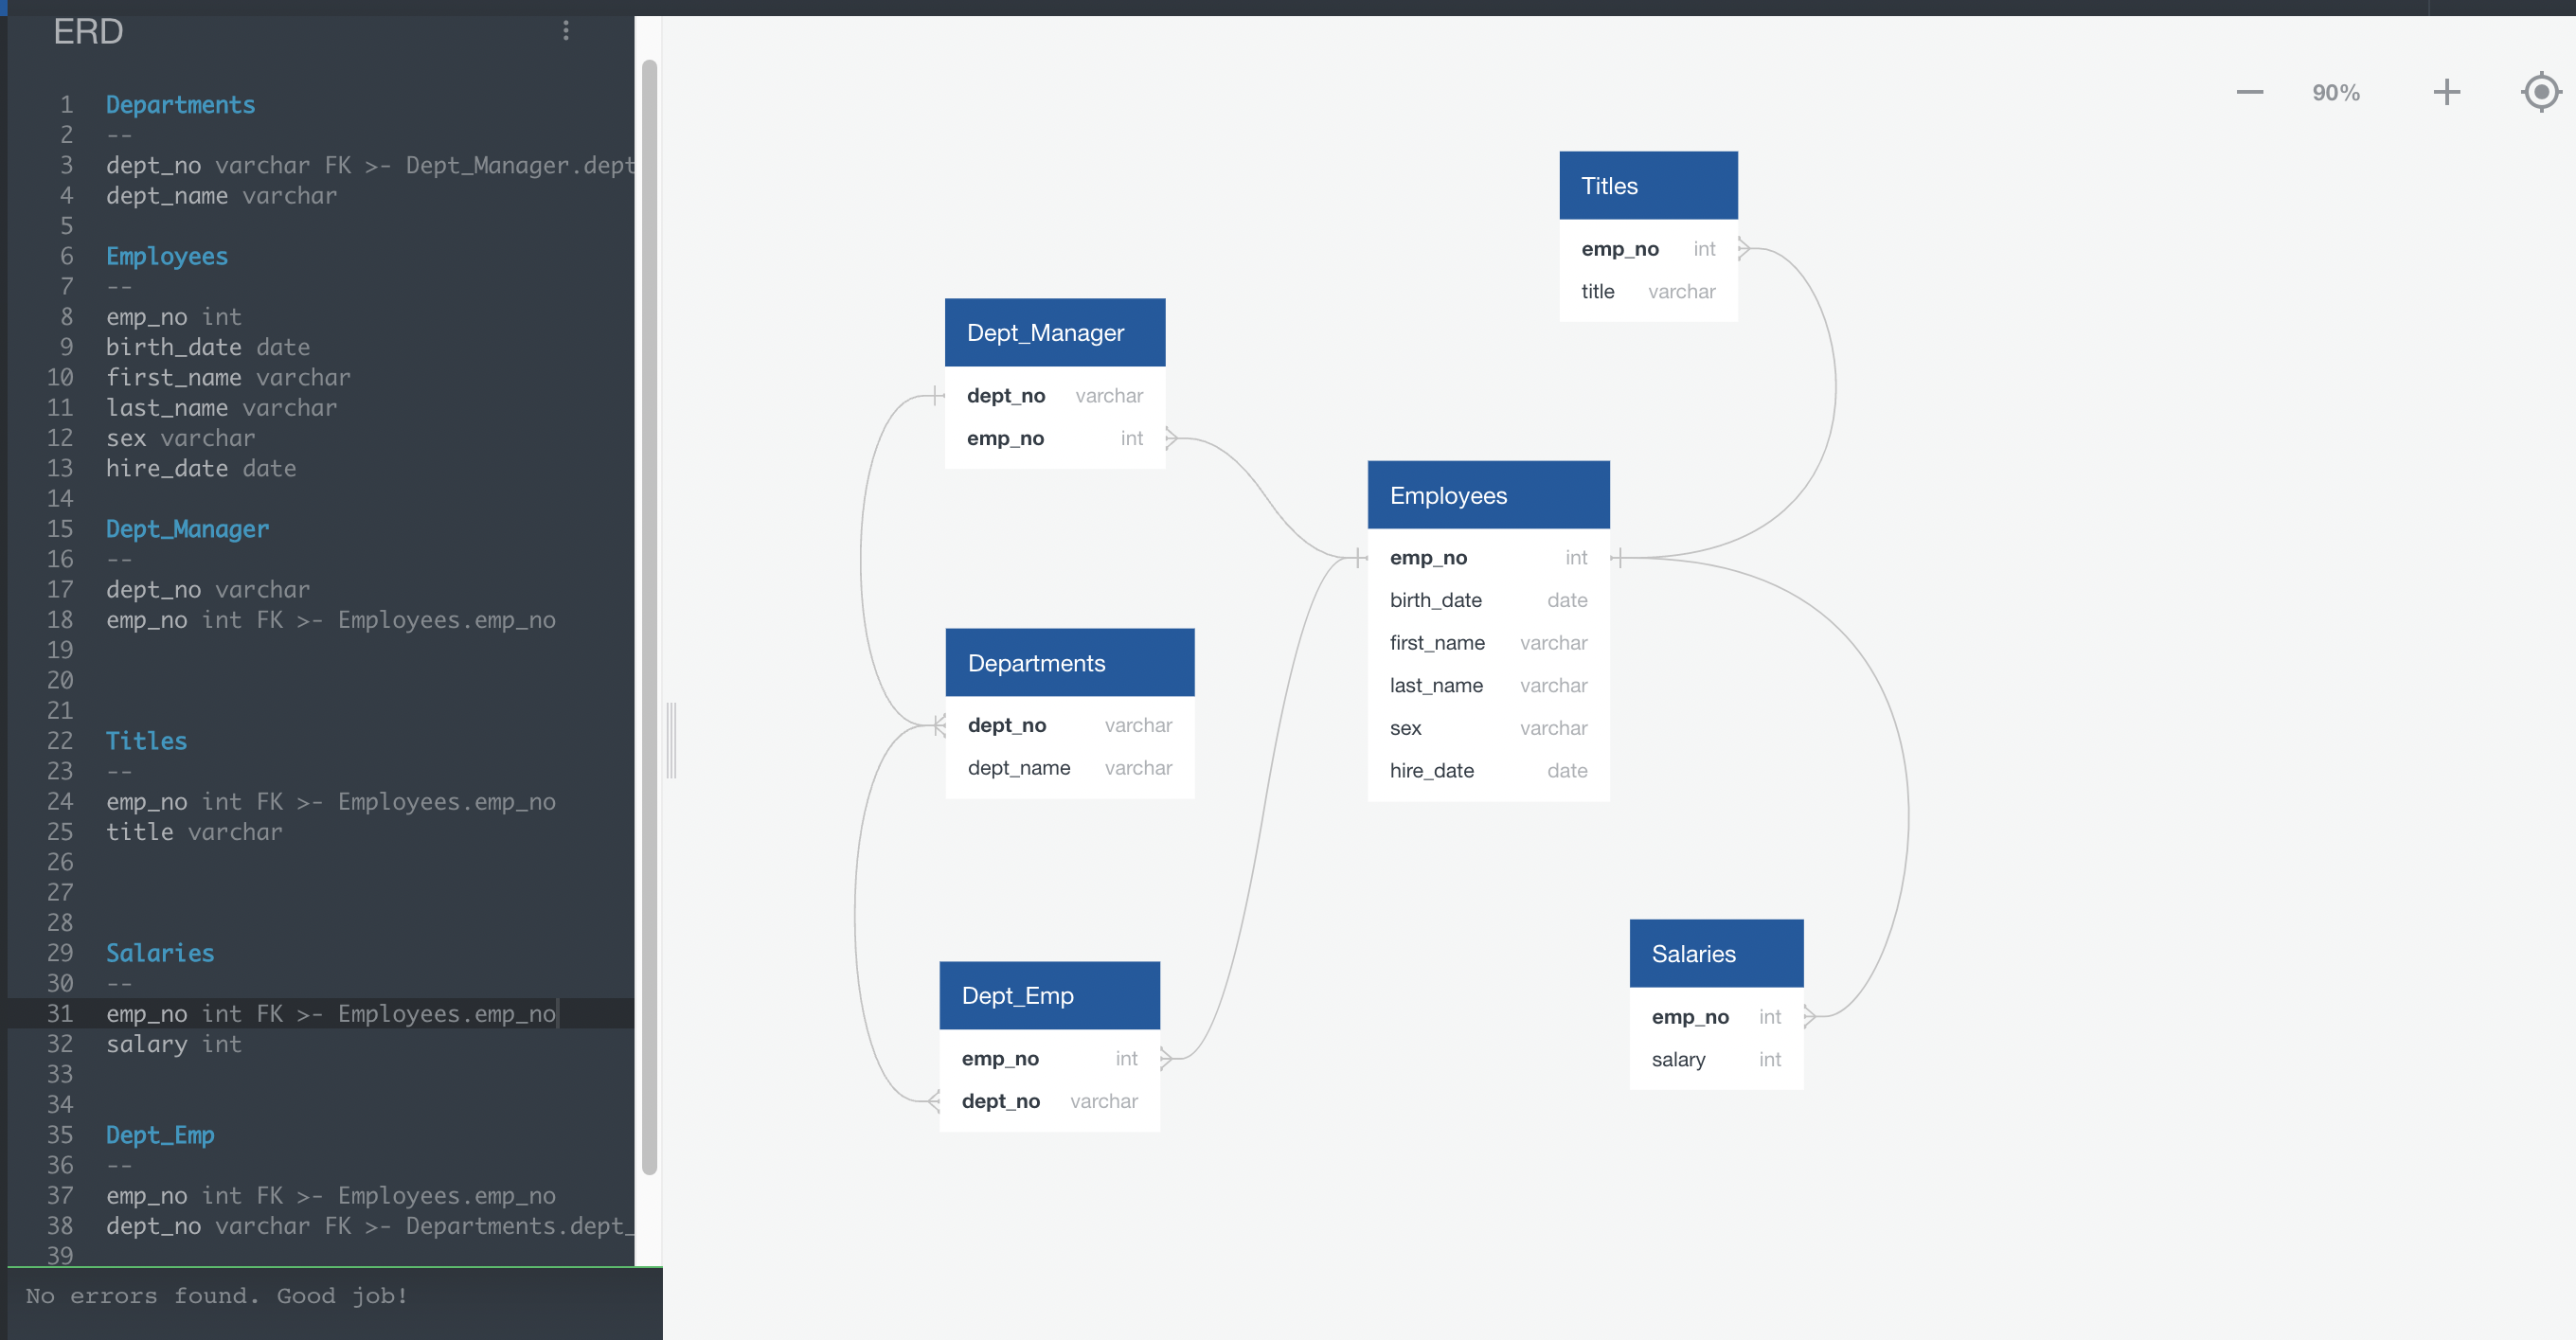 ERD
1 Departments
2 --
3 dept_no varchar FK >- Dept_Manager.dept
4 dept_name varchar
5
6 Employees
7 --
8 emp_no int
9 birth_date date
10 first_name varchar
11 last_name varchar
12 sex varchar
13 hire_date date
14
15 Dept_Manager
16 --
17 dept_no varchar
18 emp_no int FK >- Employees.emp_no
19
20
21
22 Titles
23 --
24 emp_no int FK >- Employees.emp_no
25 title varchar
26
27
28
29 Salaries
30 --
31 emp_no int FK >- Employees.emp_no
32 salary int
33
34
35 Dept_Emp
36 --
37 emp_no int FK >- Employees.emp_no
38 dept_no varchar FK >- Departments.dept_
39
No errors found. Good job!
90%
Titles
emp_no int
title varchar
Dept_Manager
dept_no varchar
emp_no int
Employees
emp_no int
birth_date date
first_name varchar
last_name varchar
sex varchar
hire_date date
Departments
dept_no varchar
dept_name varchar
Salaries
emp_no int
salary int
Dept_Emp
emp_no int
dept_no varchar